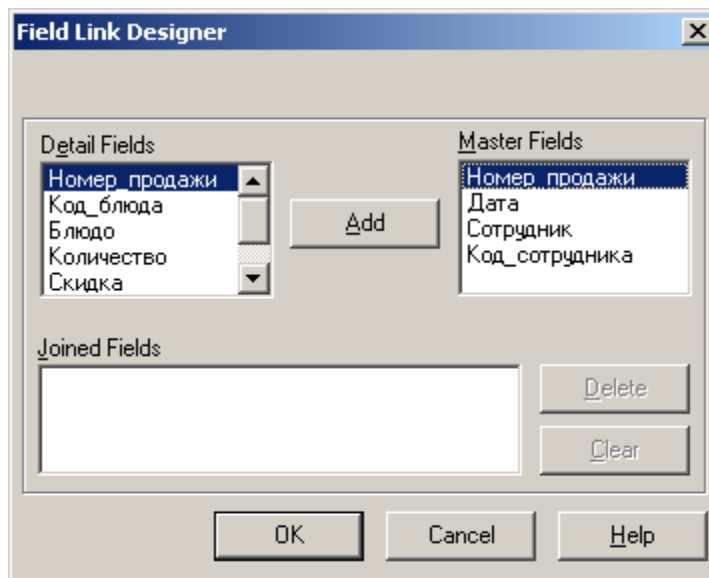 Field Link Designer
Detail Fields
Номер_продажи
Код_блюда
Блюдо
Количество
Скидка
Add
Master Fields
Номер_продажи
Дата
Сотрудник
Код_сотрудника
Joined Fields
Delete
Clear
OK
Cancel
Help